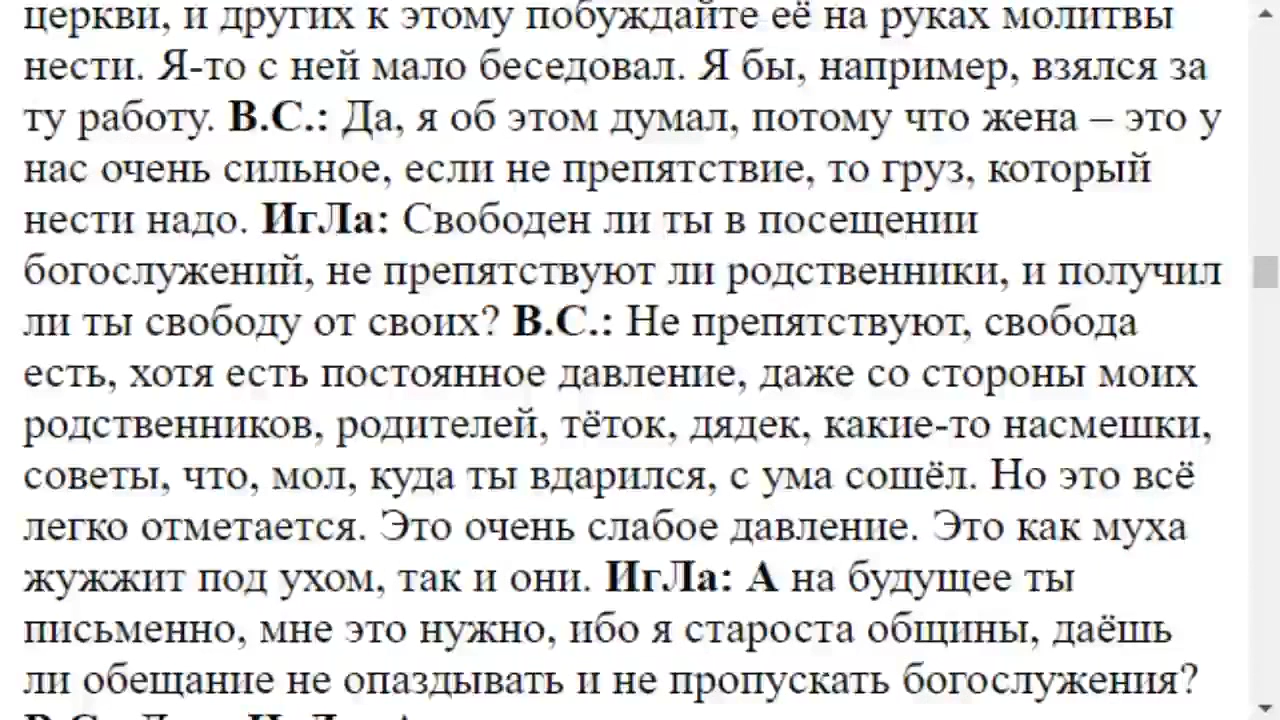 церкви, и других к этому побуждайте её на руках молитвы
нести. Я-то с ней мало беседовал. Я бы, например, взялся за
ту работу. В.С.: Да, я об этом думал, потому что жена – это у
нас очень сильное, если не препятствие, то груз, который
нести надо. ИгЛа: Свободен ли ты в посещении
богослужений, не препятствуют ли родственники, и получил
ли ты свободу от своих? В.С.: Не препятствуют, свобода
есть, хотя есть постоянное давление, даже со стороны моих
родственников, родителей, тёток, дядек, какие-то насмешки,
советы, что, мол, куда ты вдарился, с ума сошёл. Но это всё
легко отметается. Это очень слабое давление. Это как муха
жужжит под ухом, так и они. ИгЛа: А на будущее ты
письменно, мне это нужно, ибо я староста общины, даёшь
ли обещание не опаздывать и не пропускать богослужения?